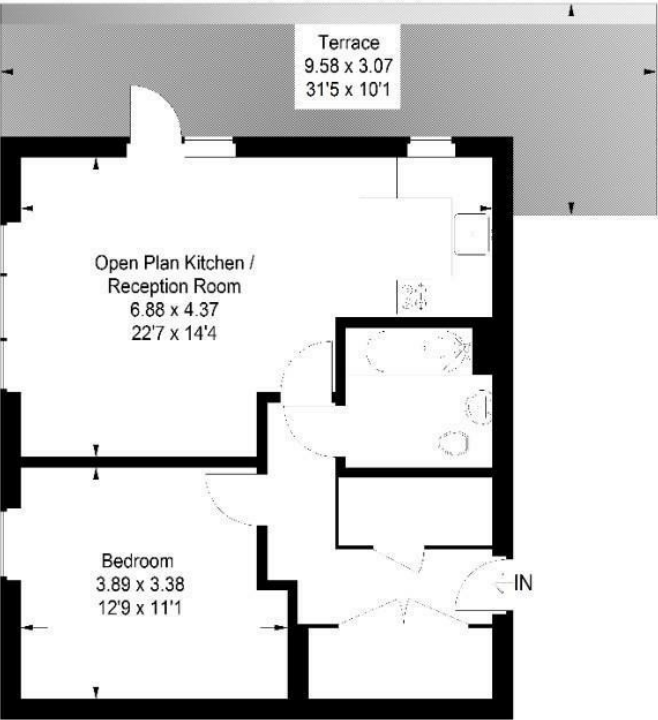 Terrace
9.58 x 3.07
31'5 x 10'1
Open Plan Kitchen /
Reception Room
6.88 x 4.37
22'7 x 14'4
Bedroom
3.89 x 3.38
12'9 x 11'1
IN